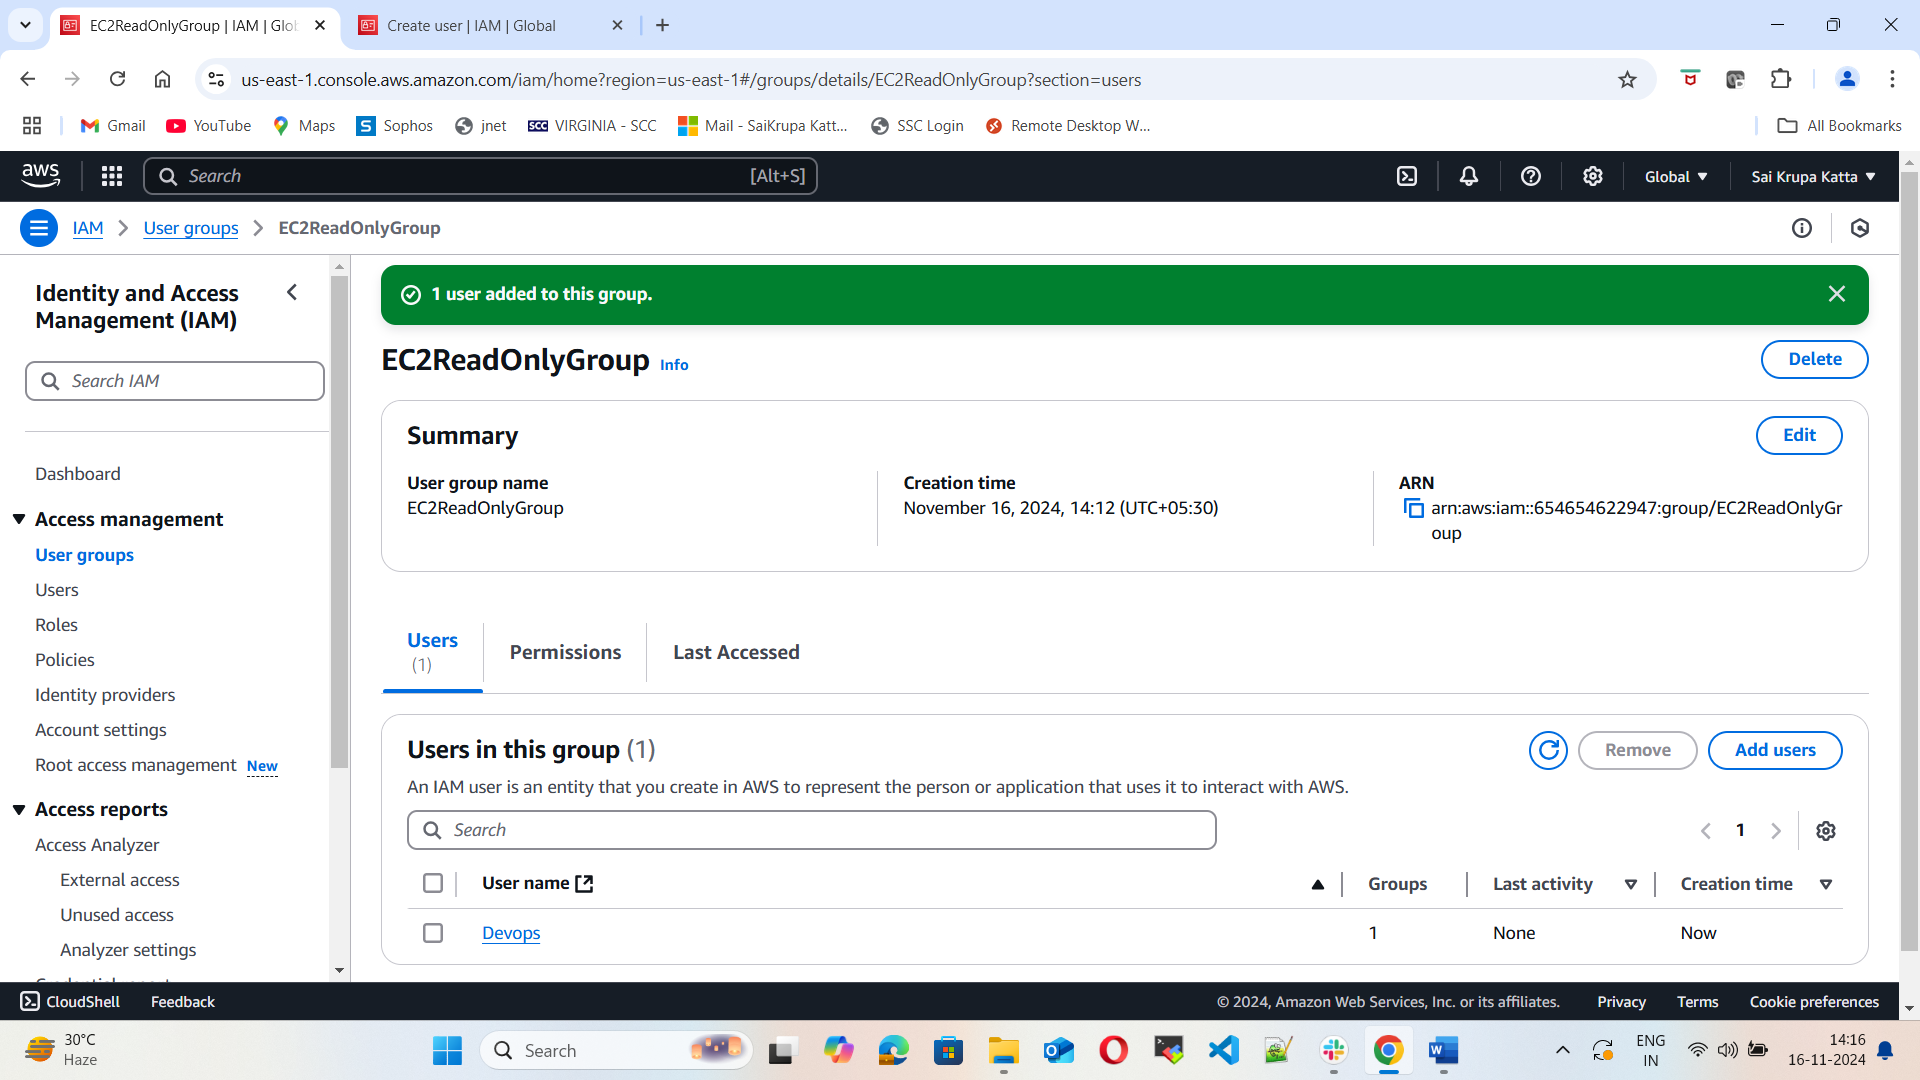 EC2ReadOnlyGroup | IAM | Glob
Create user | IAM | Global
us-east-1.console.aws.amazon.com/iam/home?region=us-east-1#/groups/details/EC2ReadOnlyGroup?section=users
Gmail YouTube Maps Sophos jnet SCC VIRGINIA - SCC Mail - SaiKrupa Katt... SSC Login Remote Desktop W... All Bookmarks
aws Search [Alt+S] Global Sai Krupa Katta
IAM User groups EC2ReadOnlyGroup
Identity and Access
Management (IAM)
Search IAM
Dashboard
Access management
User groups
Users
Roles
Policies
Identity providers
Account settings
Root access management New
Access reports
Access Analyzer
External access
Unused access
Analyzer settings
1 user added to this group.
EC2ReadOnlyGroup Info
Delete
Summary
Edit
User group name
EC2ReadOnlyGroup
Creation time
November 16, 2024, 14:12 (UTC+05:30)
ARN
arn:aws:iam::654654622947:group/EC2ReadOnlyGr
oup
Users
(1)
Permissions
Last Accessed
Users in this group (1)
Remove
Add users
An IAM user is an entity that you create in AWS to represent the person or application that uses it to interact with AWS.
Search
1
User name Groups Last activity Creation time
Devops 1 None Now
CloudShell Feedback © 2024, Amazon Web Services, Inc. or its affiliates. Privacy Terms Cookie preferences
30°C
Haze
Search
ENG
IN
14:16
16-11-2024